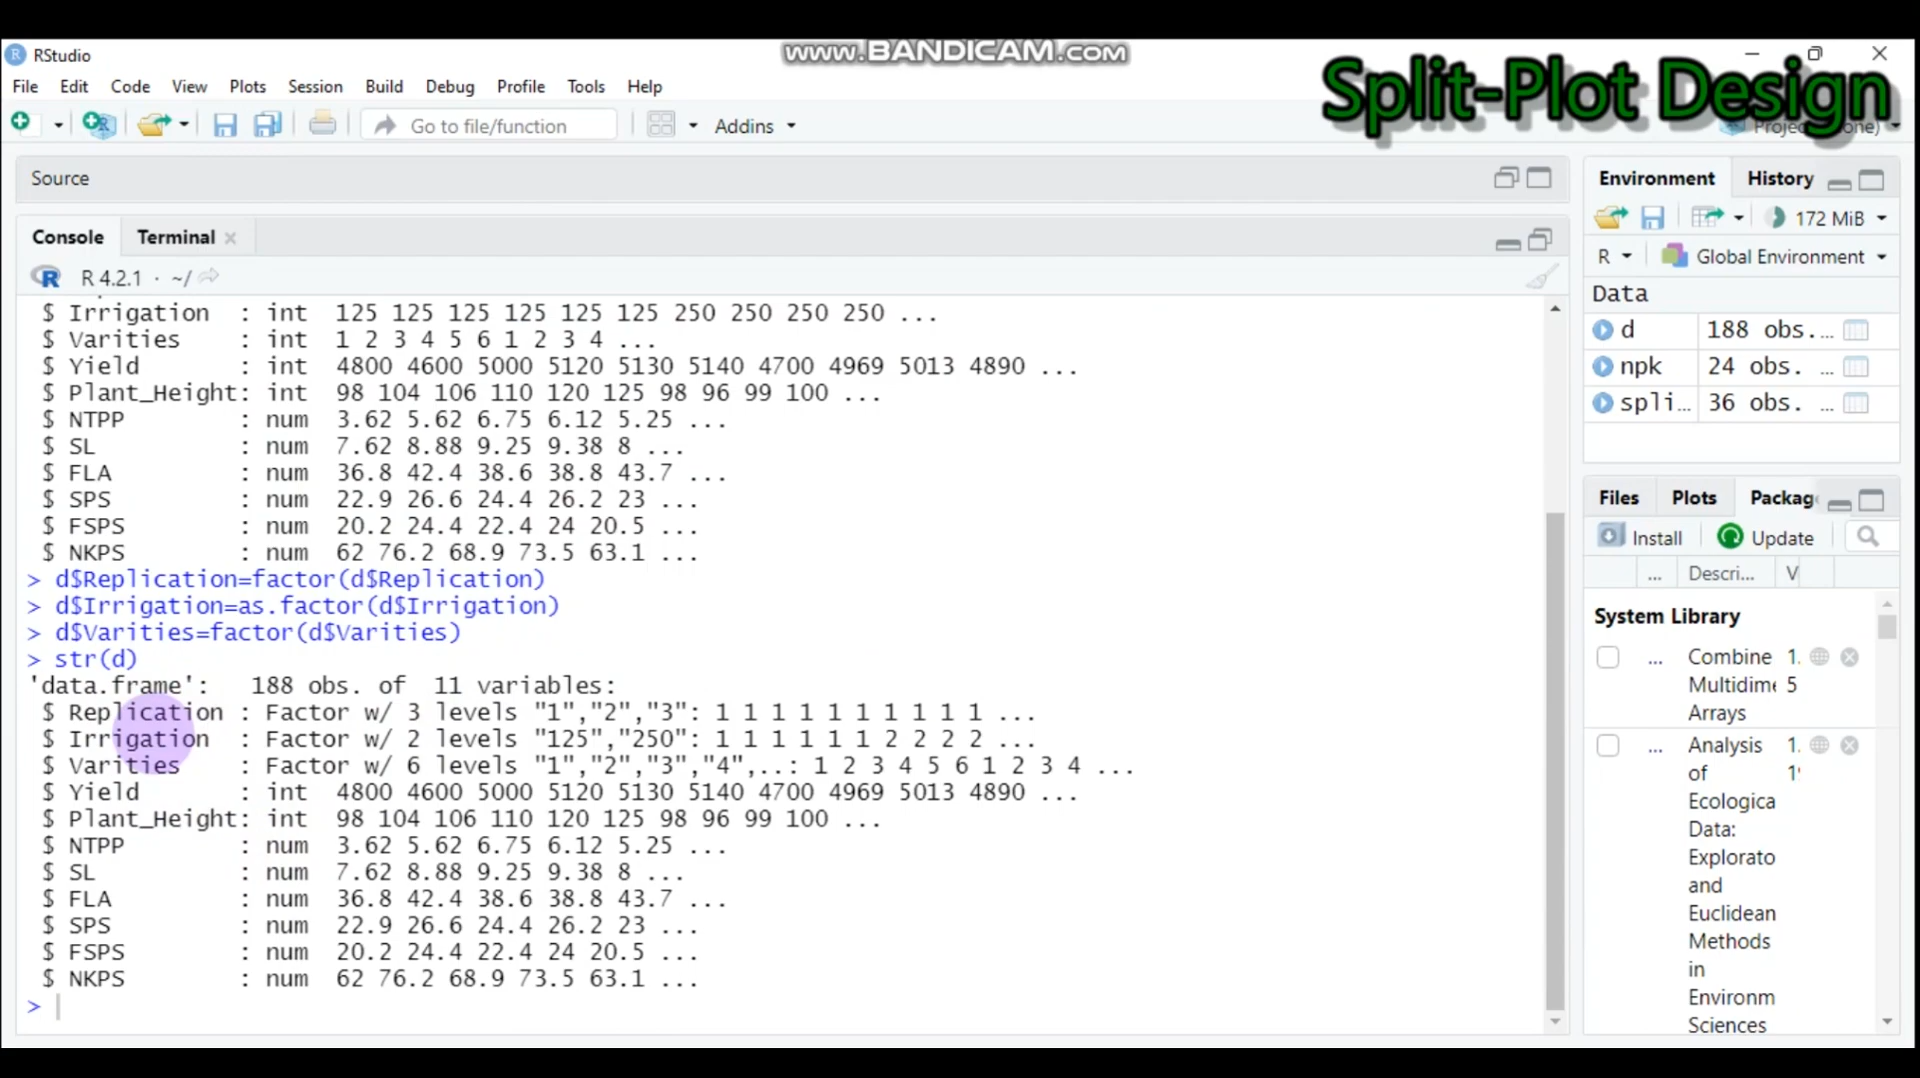 www.BANDICAM.com
RStudio
Split-Plot Design
File Edit Code View Plots Session Build Debug Profile Tools Help
Go to file/function
Addins
Source
Console Terminal
R 4.2.1 · ~/
$ Irrigation : int 125 125 125 125 125 125 250 250 250 250 ...
$ Varities : int 1 2 3 4 5 6 1 2 3 4 ...
$ Yield : int 4800 4600 5000 5120 5130 5140 4700 4969 5013 4890 ...
$ Plant_Height: int 98 104 106 110 120 125 98 96 99 100 ...
$ NTPP : num 3.62 5.62 6.75 6.12 5.25 ...
$ SL : num 7.62 8.88 9.25 9.38 8 ...
$ FLA : num 36.8 42.4 38.6 38.8 43.7 ...
$ SPS : num 22.9 26.6 24.4 26.2 23 ...
$ FSPS : num 20.2 24.4 22.4 24 20.5 ...
$ NKPS : num 62 76.2 68.9 73.5 63.1 ...
> d$Replication=factor(d$Replication)
> d$Irrigation=as.factor(d$Irrigation)
> d$Varities=factor(d$Varities)
> str(d)
'data.frame': 188 obs. of 11 variables:
$ Replication : Factor w/ 3 levels "1","2","3": 1 1 1 1 1 1 1 1 1 1 ...
$ Irrigation : Factor w/ 2 levels "125","250": 1 1 1 1 1 1 2 2 2 2 ...
$ Varities : Factor w/ 6 levels "1","2","3","4",..: 1 2 3 4 5 6 1 2 3 4 ...
$ Yield : int 4800 4600 5000 5120 5130 5140 4700 4969 5013 4890 ...
$ Plant_Height: int 98 104 106 110 120 125 98 96 99 100 ...
$ NTPP : num 3.62 5.62 6.75 6.12 5.25 ...
$ SL : num 7.62 8.88 9.25 9.38 8 ...
$ FLA : num 36.8 42.4 38.6 38.8 43.7 ...
$ SPS : num 22.9 26.6 24.4 26.2 23 ...
$ FSPS : num 20.2 24.4 22.4 24 20.5 ...
$ NKPS : num 62 76.2 68.9 73.5 63.1 ...
>
Environment History
172 MiB
R Global Environment
Data
d 188 obs. ...
npk 24 obs. ...
spli... 36 obs. ...
Files Plots Packag
Install Update
... Descri... V
System Library
... Combine 1.
Multidime 5
Arrays
... Analysis 1.
of 1
Ecologica
Data:
Explorato
and
Euclidean
Methods
in
Environm
Sciences